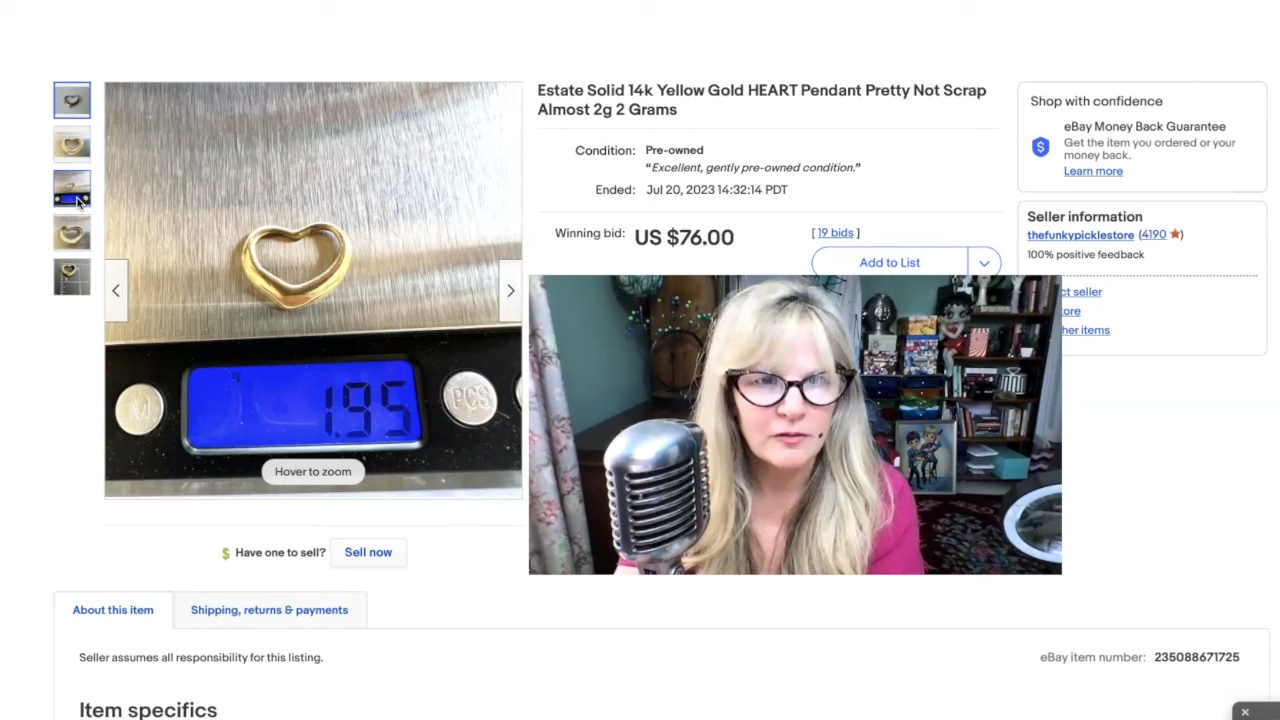 Estate Solid 14k Yellow Gold HEART Pendant Pretty Not Scrap
Almost 2g 2 Grams
Condition: Pre-owned
“Excellent, gently pre-owned condition.”
Ended: Jul 20, 2023 14:32:14 PDT
Winning bid: US $76.00 [ 19 bids ]
Add to List
Shop with confidence
eBay Money Back Guarantee
Get the item you ordered or your
money back.
Learn more
Seller information
thefunkypicklestore (4190 )
100% positive feedback
ct seller
ore
her items
M
1.95
PCS
Hover to zoom
Have one to sell? Sell now
About this item
Shipping, returns & payments
Seller assumes all responsibility for this listing.
eBay item number: 235088671725
Item specifics